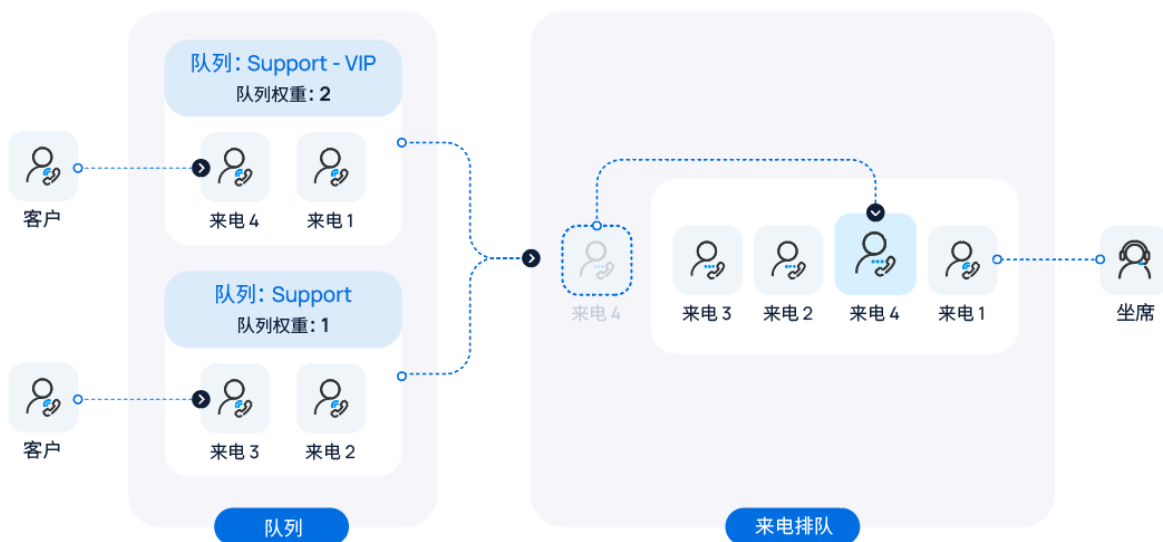 队列：Support - VIP
队列权重：2
客户
来电 4
来电 1
队列：Support
队列权重：1
客户
来电 3
来电 2
队列
来电 4
来电 3
来电 2
来电 4
来电 1
坐席
来电排队